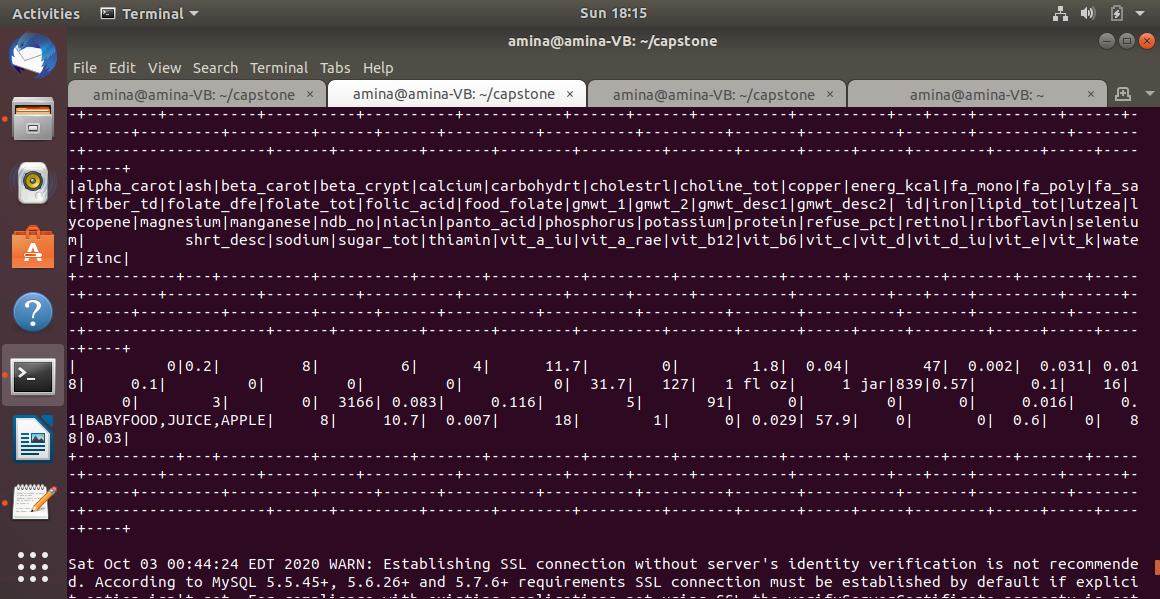 Activities Terminal Sun 18:15
amina@amina-VB: ~/capstone
File Edit View Search Terminal Tabs Help
amina@amina-VB: ~/capstone × amina@amina-VB: ~/capstone × amina@amina-VB: ~/capstone × amina@amina-VB: ~ ×
|alpha_carot|ash|beta_carot|beta_crypt|calcium|carbohydrt|cholestrl|choline_tot|copper|energ_kcal|fa_mono|fa_poly|fa_sa
t|fiber_td|folate_dfe|folate_tot|folic_acid|food_folate|gmwt_1|gmwt_2|gmwt_desc1|gmwt_desc2| id|iron|lipid_tot|lutzea|l
ycopene|magnesium|manganese|ndb_no|niacin|panto_acid|phosphorus|potassium|protein|refuse_pct|retinol|riboflavin|seleniu
m| shrt_desc|sodium|sugar_tot|thiamin|vit_a_iu|vit_a_rae|vit_b12|vit_b6|vit_c|vit_d|vit_d_iu|vit_e|vit_k|wate
r|zinc|
| 0|0.2| 8| 6| 4| 11.7| 0| 1.8| 0.04| 47| 0.002| 0.031| 0.01
8| 0.1| 0| 0| 0| 0| 31.7| 127| 1 fl oz| 1 jar|839|0.57| 0.1| 16|
0| 3| 0| 3166| 0.083| 0.116| 5| 91| 0| 0| 0| 0.016| 0.
1|BABYFOOD,JUICE,APPLE| 8| 10.7| 0.007| 18| 1| 0| 0.029| 57.9| 0| 0| 0.6| 0| 8
8|0.03|
Sat Oct 03 00:44:24 EDT 2020 WARN: Establishing SSL connection without server's identity verification is not recommende
d. According to MySQL 5.5.45+, 5.6.26+ and 5.7.6+ requirements SSL connection must be established by default if explici